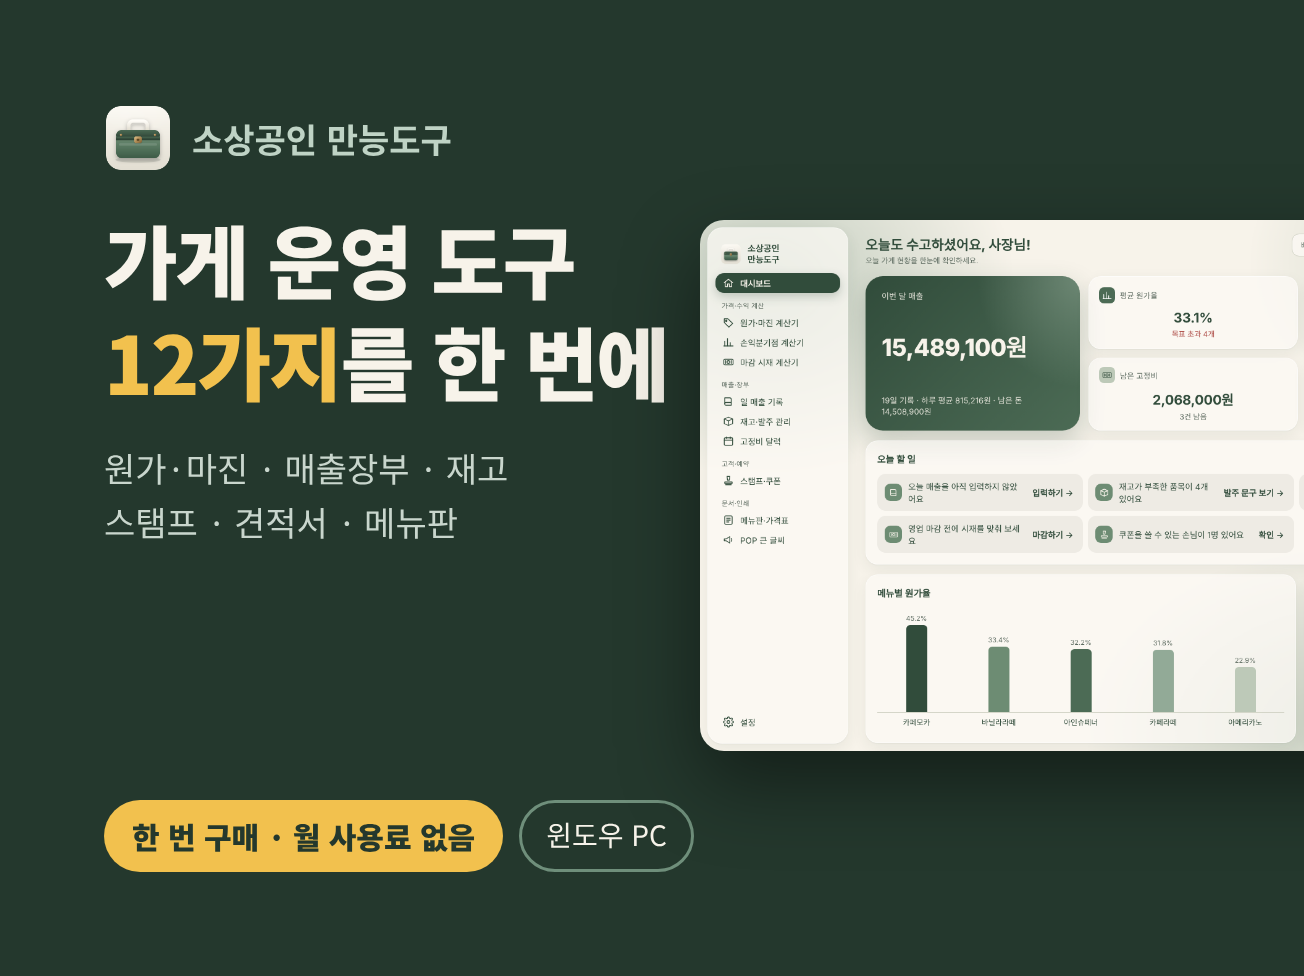 소상공인 만능도구
가게 운영 도구
12가지를 한 번에
원가·마진 · 매출장부 · 재고
스탬프 · 견적서 · 메뉴판
한 번 구매 · 월 사용료 없음
윈도우 PC
소상공인
만능도구
대시보드
가격·수익 계산
원가·마진 계산기
손익분기점 계산기
마감 시재 계산기
매출·장부
일 매출 기록
재고·발주 관리
고정비 달력
고객·예약
스탬프·쿠폰
문서·인쇄
메뉴판·가격표
POP 큰 글씨
설정
오늘도 수고하셨어요, 사장님!
오늘 가게 현황을 한눈에 확인하세요.
이번 달 매출
15,489,100원
19일 기록 · 하루 평균 815,216원 · 남은 돈
14,508,900원
평균 원가율
33.1%
목표 초과 4개
남은 고정비
2,068,000원
3건 남음
오늘 할 일
오늘 매출을 아직 입력하지 않았
어요
입력하기 →
재고가 부족한 품목이 4개
있어요
발주 문구 보기 →
영업 마감 전에 시재를 맞춰 보세
요
마감하기 →
쿠폰을 쓸 수 있는 손님이 1명 있어요
확인 →
메뉴별 원가율
45.2%
33.4%
32.2%
31.8%
22.9%
카페모카
바닐라라떼
아인슈페너
카페라떼
아메리카노